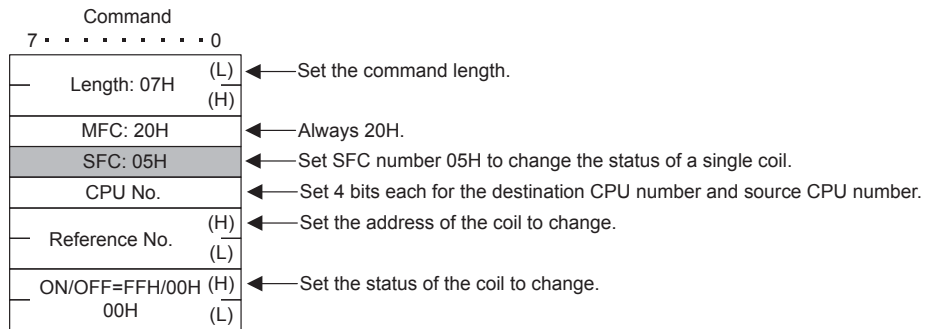 Command
7 · · · · · · · · 0
Length: 07H (L) Set the command length.
(H)
MFC: 20H Always 20H.
SFC: 05H Set SFC number 05H to change the status of a single coil.
CPU No. Set 4 bits each for the destination CPU number and source CPU number.
Reference No. (H) Set the address of the coil to change.
(L)
ON/OFF=FFH/00H (H) Set the status of the coil to change.
00H (L)